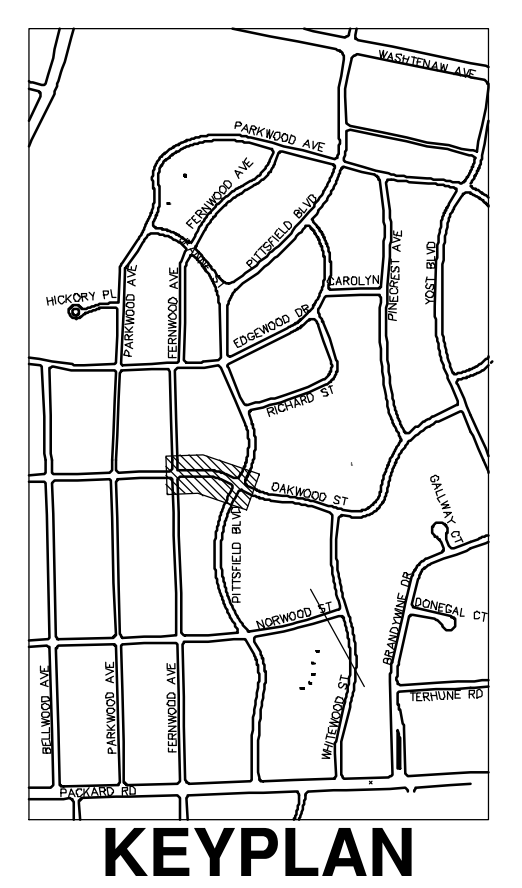 WASHTENAW AVE
PARKWOOD AVE
FERNWOOD AVE
PITTSFIELD BLVD
CAROLYN
PINECREST AVE
YOST BLVD
HICKORY PL
PARKWOOD AVE
FERNWOOD AVE
EDGEWOOD DR
RICHARD ST
OAKWOOD ST
GALLWAY CT
PITTSFIELD BLVD
NORWOOD ST
BRANDYWINE DR
DONEGAL CT
BELLWOOD AVE
PARKWOOD AVE
FERNWOOD AVE
WHITEWOOD ST
TERHUNE RD
PACKARD RD
KEYPLAN